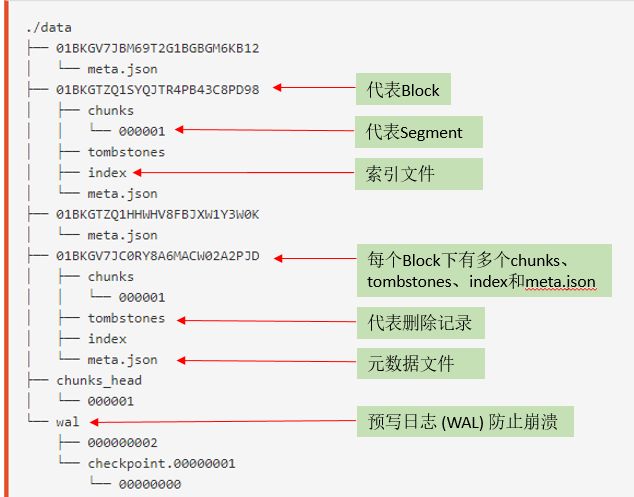 ./data
├── 01BKGV7JBM69T2G1BGBGM6KB12
│   └── meta.json
├── 01BKGTZQ1SYQJTR4PB43C8PD98
代表Block
│   ├── chunks
│   │   └── 000001
代表Segment
│   ├── tombstones
│   ├── index
索引文件
│   └── meta.json
├── 01BKGTZQ1HHWHV8FBJXW1Y3W0K
│   └── meta.json
├── 01BKGV7JC0RY8A6MACW02A2PJD
每个Block下有多个chunks、
tombstones、index和meta.json
│   ├── chunks
│   │   └── 000001
│   ├── tombstones
代表删除记录
│   ├── index
│   └── meta.json
元数据文件
├── chunks_head
│   └── 000001
└── wal
预写日志 (WAL) 防止崩溃
├── 000000002
└── checkpoint.00000001
└── 00000000